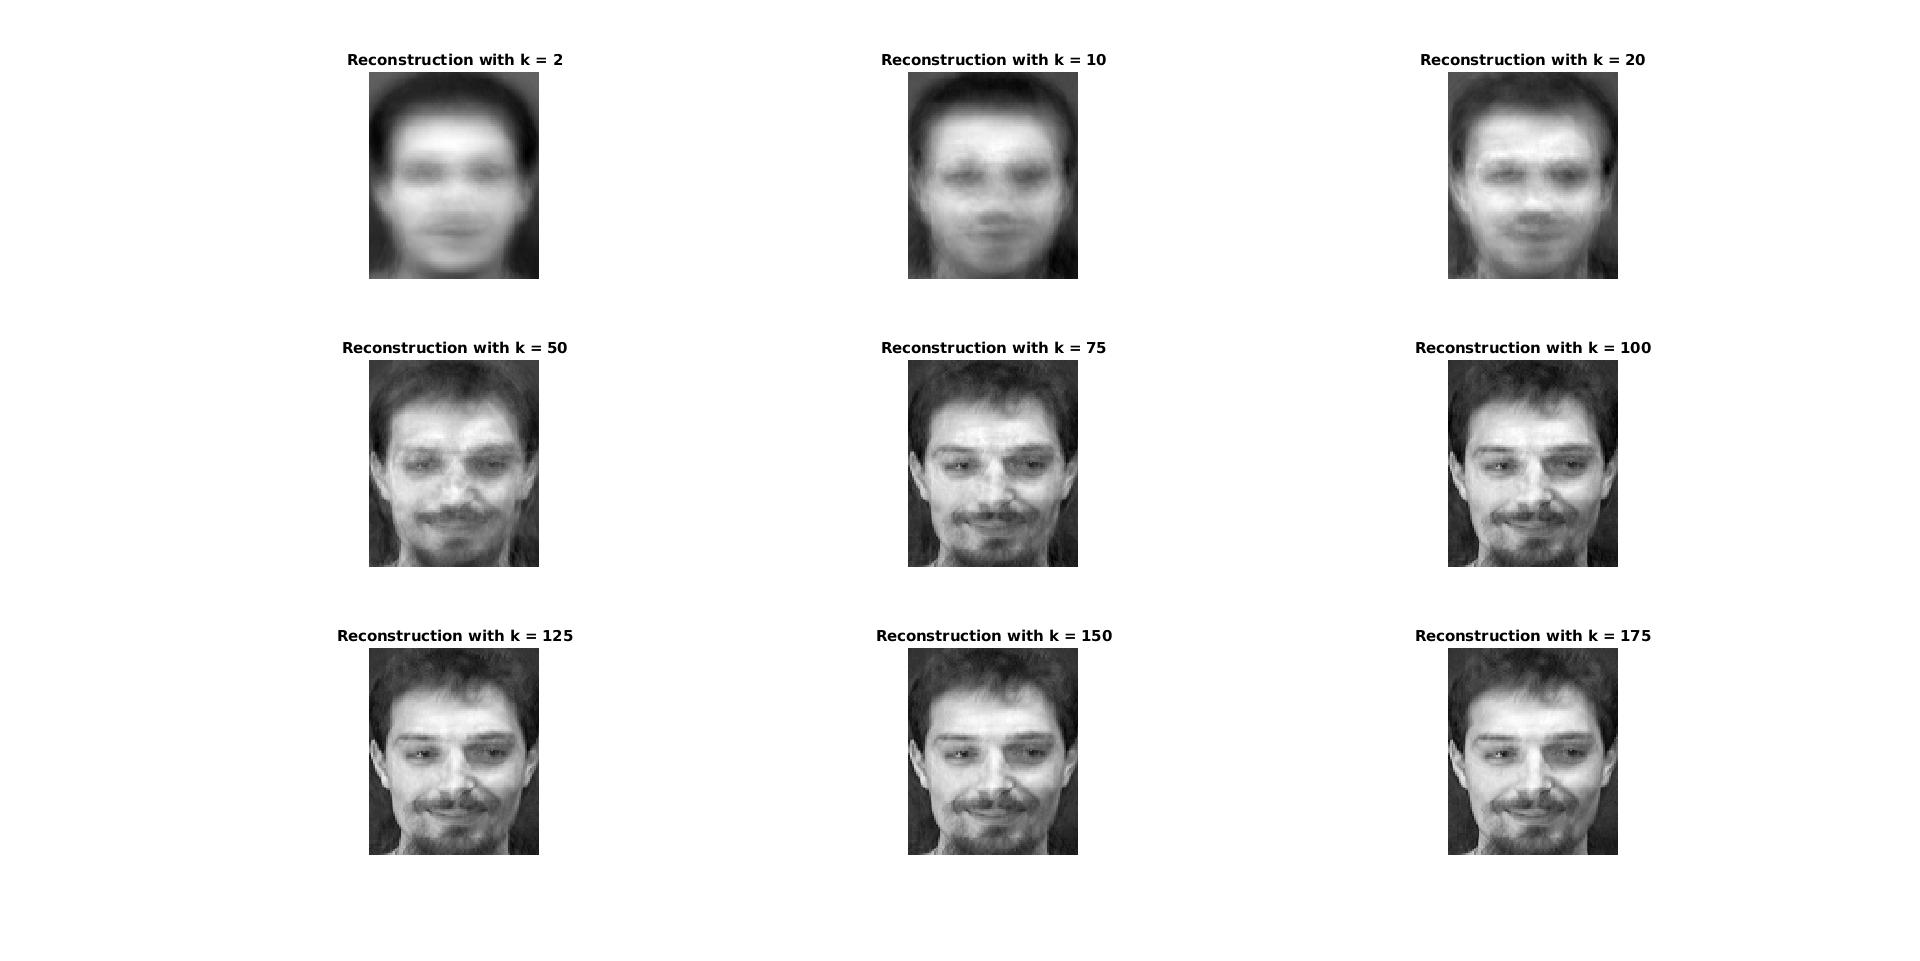 Reconstruction with k = 2
Reconstruction with k = 10
Reconstruction with k = 20
Reconstruction with k = 50
Reconstruction with k = 75
Reconstruction with k = 100
Reconstruction with k = 125
Reconstruction with k = 150
Reconstruction with k = 175